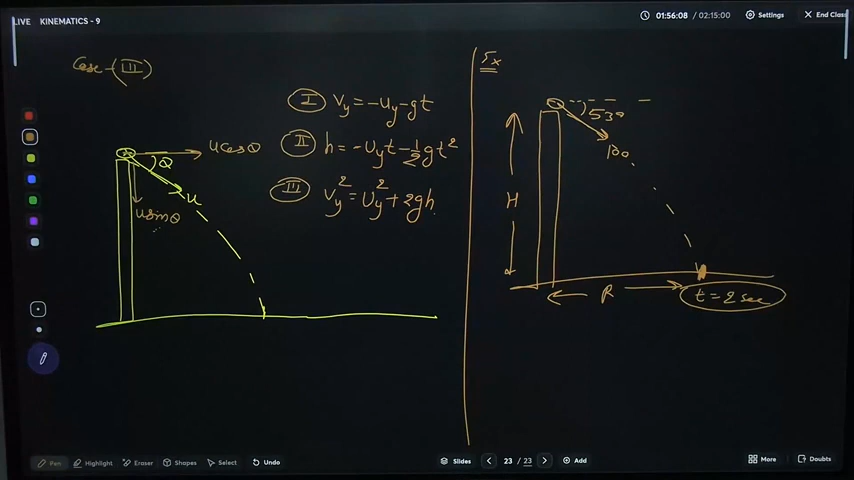 LIVE KINEMATICS - 9
01:56:08 / 02:15:00
Settings
End Class
Case-(III)
I Vy = -uy-gt
II h = -Uyt-1/2gt²
III Vy² = Uy² + 2gh
ucosθ
θ
u
usinθ
Ex
53°
100
H
R
t = 2 sec
Pen
Highlight
Eraser
Shapes
Select
Undo
Slides
23 / 23
Add
More
Doubts